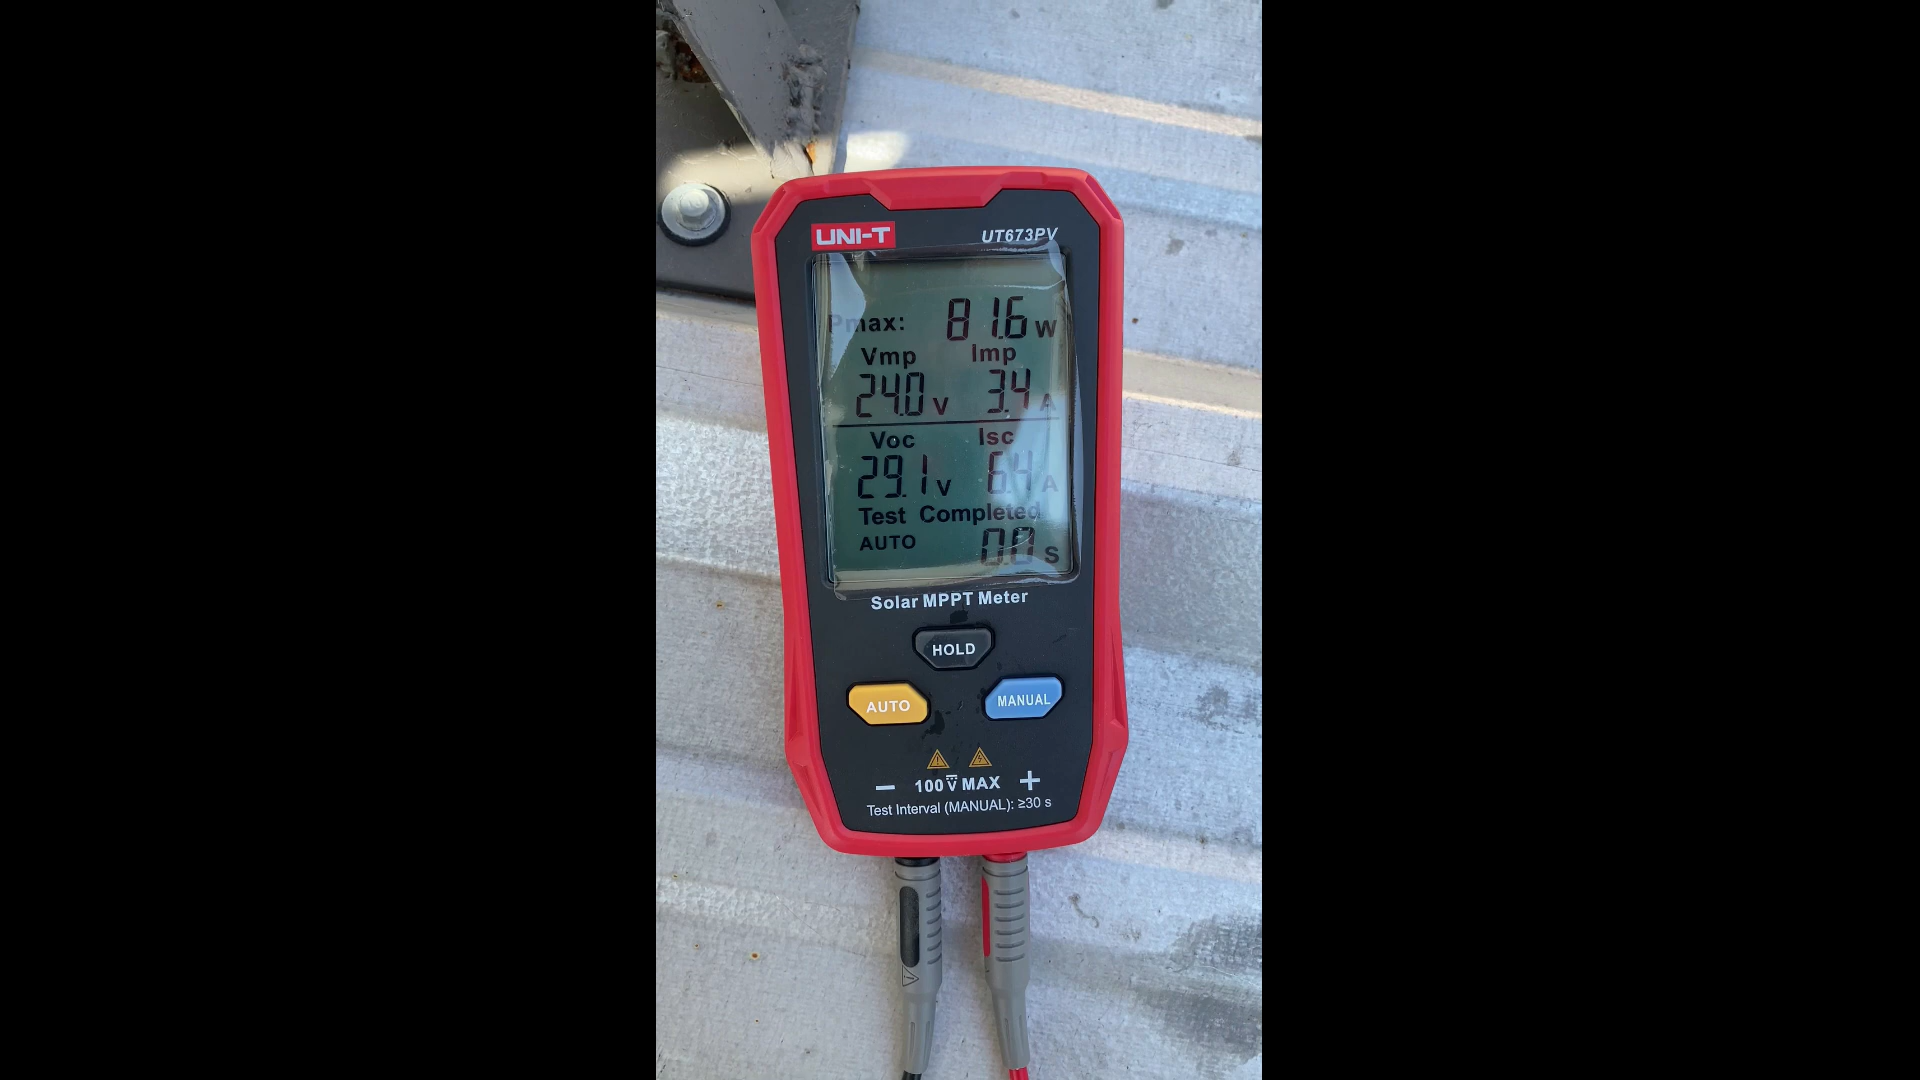 UNI-T UT673PV
Pmax: 81.6 W
Vmp Imp
24.0 V 3.4 A
Voc Isc
29.1 V 6.4 A
Test Completed
AUTO 0.0 S
Solar MPPT Meter
HOLD
AUTO MANUAL
− 100V MAX +
Test Interval (MANUAL): ≥30 s